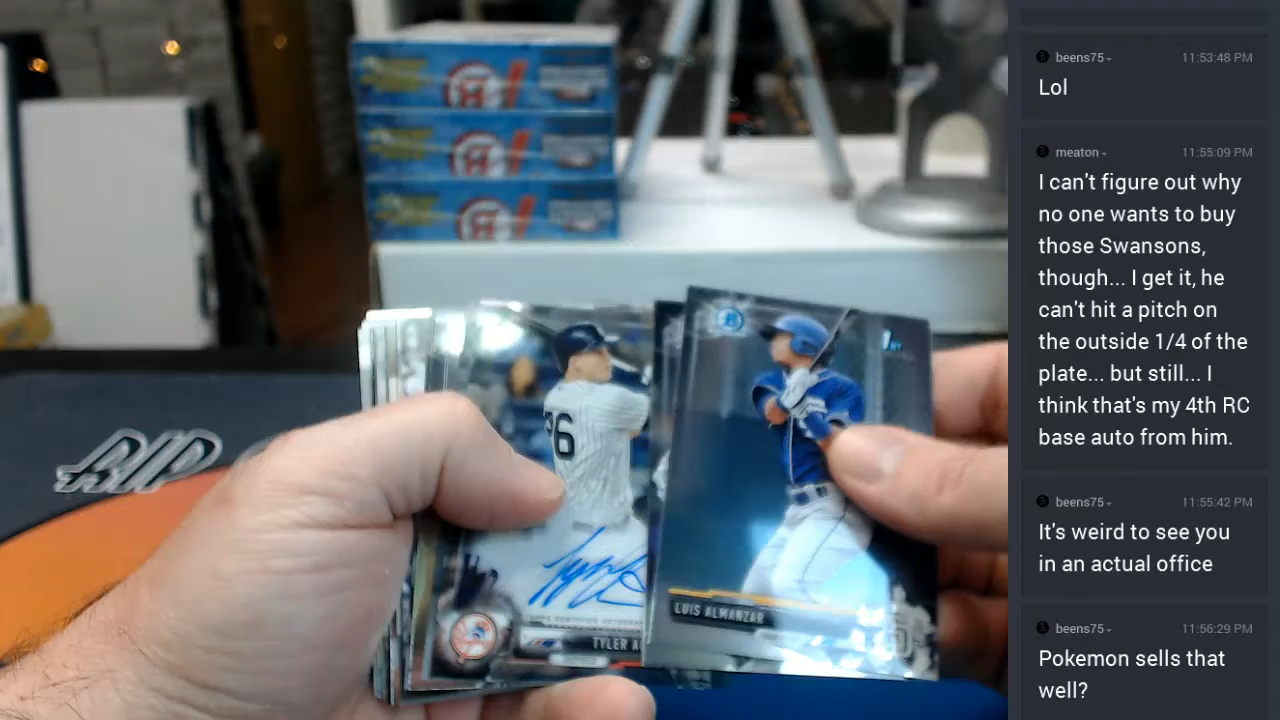 beens75
11:53:48 PM
Lol
meaton
11:55:09 PM
I can't figure out why
no one wants to buy
those Swansons,
though... I get it, he
can't hit a pitch on
the outside 1/4 of the
plate... but still... I
think that's my 4th RC
base auto from him.
beens75
11:55:42 PM
It's weird to see you
in an actual office
beens75
11:56:29 PM
Pokemon sells that
well?
RIP
96
B
1ST
TYLER
LUIS ALMANZAR